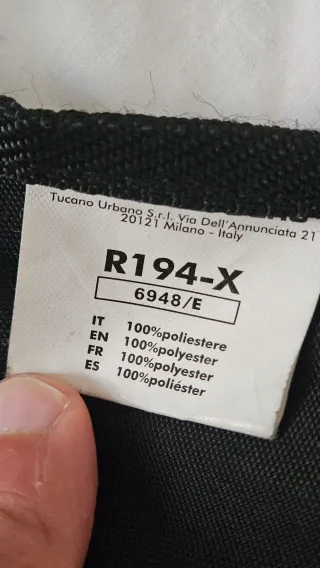 Tucano Urbano S.r.l. Via Dell'Annunciata 21
20121 Milano - Italy
R194-X
6948/E
IT 100%poliestere
EN 100%polyester
FR 100%polyester
ES 100%poliéster